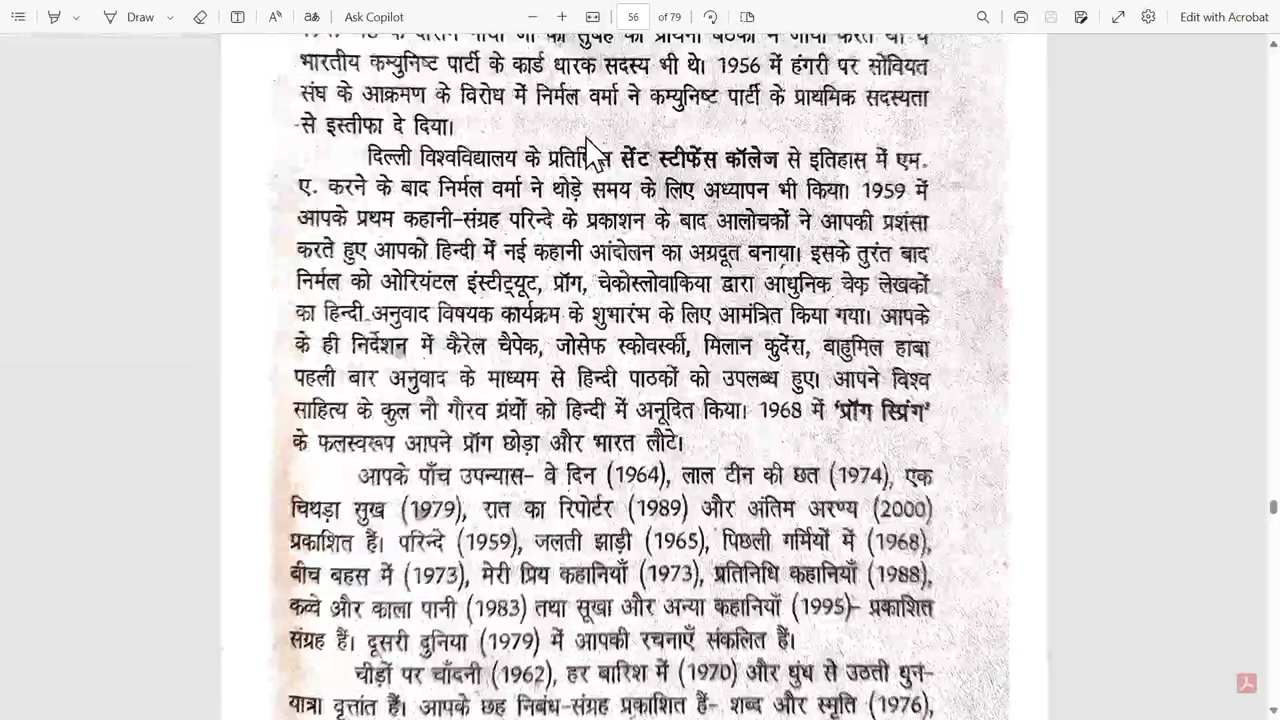 Draw
Ask Copilot
56 of 79
Edit with Acrobat
भारतीय कम्युनिष्ट पार्टी के कार्ड धारक सदस्य भी थे। 1956 में हंगरी पर सोवियत
संघ के आक्रमण के विरोध में निर्मल वर्मा ने कम्युनिष्ट पार्टी के प्राथमिक सदस्यता
से इस्तीफा दे दिया।
दिल्ली विश्वविद्यालय के सेंट स्टीफेंस कॉलेज से इतिहास में एम.
ए. करने के बाद निर्मल वर्मा ने थोड़े समय के लिए अध्यापन भी किया। 1959 में
आपके प्रथम कहानी-संग्रह परिन्दे के प्रकाशन के बाद आलोचकों ने आपकी प्रशंसा
करते हुए आपको हिन्दी में नई कहानी आंदोलन का अग्रदूत बनाया। इसके तुरंत बाद
निर्मल को ओरियंटल इंस्टीट्यूट, प्रॉग, चेकोस्लोवाकिया द्वारा आधुनिक चेक लेखकों
का हिन्दी अनुवाद विषयक कार्यक्रम के शुभारंभ के लिए आमंत्रित किया गया। आपके
के ही निर्देशन में कैरेल चैपेक, जोसेफ स्कोवर्स्की, मिलान कुदेंरा, बाहुमिल हाबा
पहली बार अनुवाद के माध्यम से हिन्दी पाठकों को उपलब्ध हुए। आपने विश्व
साहित्य के कुल नौ गौरव ग्रंथों को हिन्दी में अनूदित किया। 1968 में 'प्रॉग स्प्रिंग'
के फलस्वरूप आपने प्रॉग छोड़ा और भारत लौटे।
आपके पाँच उपन्यास- वे दिन (1964), लाल टीन की छत (1974), एक
चिथड़ा सुख (1979), रात का रिपोर्टर (1989) और अंतिम अरण्य (2000)
प्रकाशित हैं। परिन्दे (1959), जलती झाड़ी (1965), पिछली गर्मियों में (1968),
बीच बहस में (1973), मेरी प्रिय कहानियाँ (1973), प्रतिनिधि कहानियाँ (1988),
कव्वे और काला पानी (1983) तथा सूखा और अन्या कहानियाँ (1995)- प्रकाशित
संग्रह हैं। दूसरी दुनिया (1979) में आपकी रचनाएँ संकलित हैं।
चीड़ों पर चाँदनी (1962), हर बारिश में (1970) और धुंध से उठती धुन-
यात्रा वृत्तांत हैं। आपके छह निबंध-संग्रह प्रकाशित हैं- शब्द और स्मृति (1976),